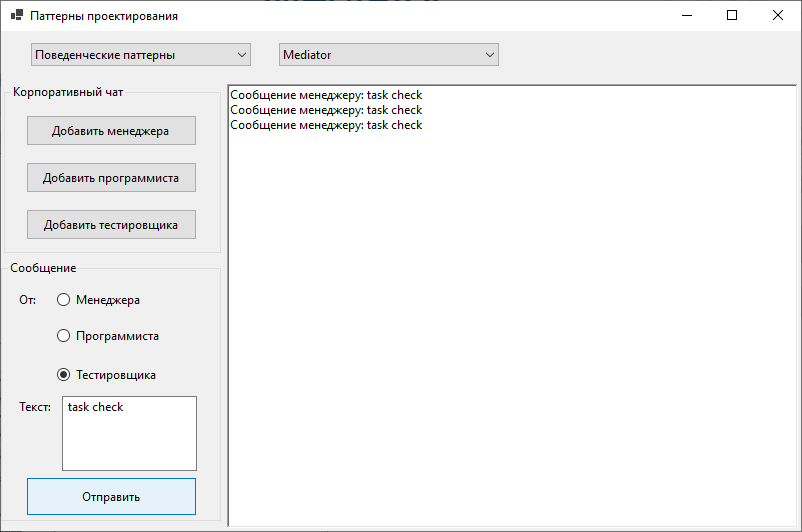 Паттерны проектирования
Поведенческие паттерны
Mediator
Корпоративный чат
Добавить менеджера
Добавить программиста
Добавить тестировщика
Сообщение
От:
Менеджера
Программиста
Тестировщика
Текст:
task check
Отправить
Сообщение менеджеру: task check
Сообщение менеджеру: task check
Сообщение менеджеру: task check